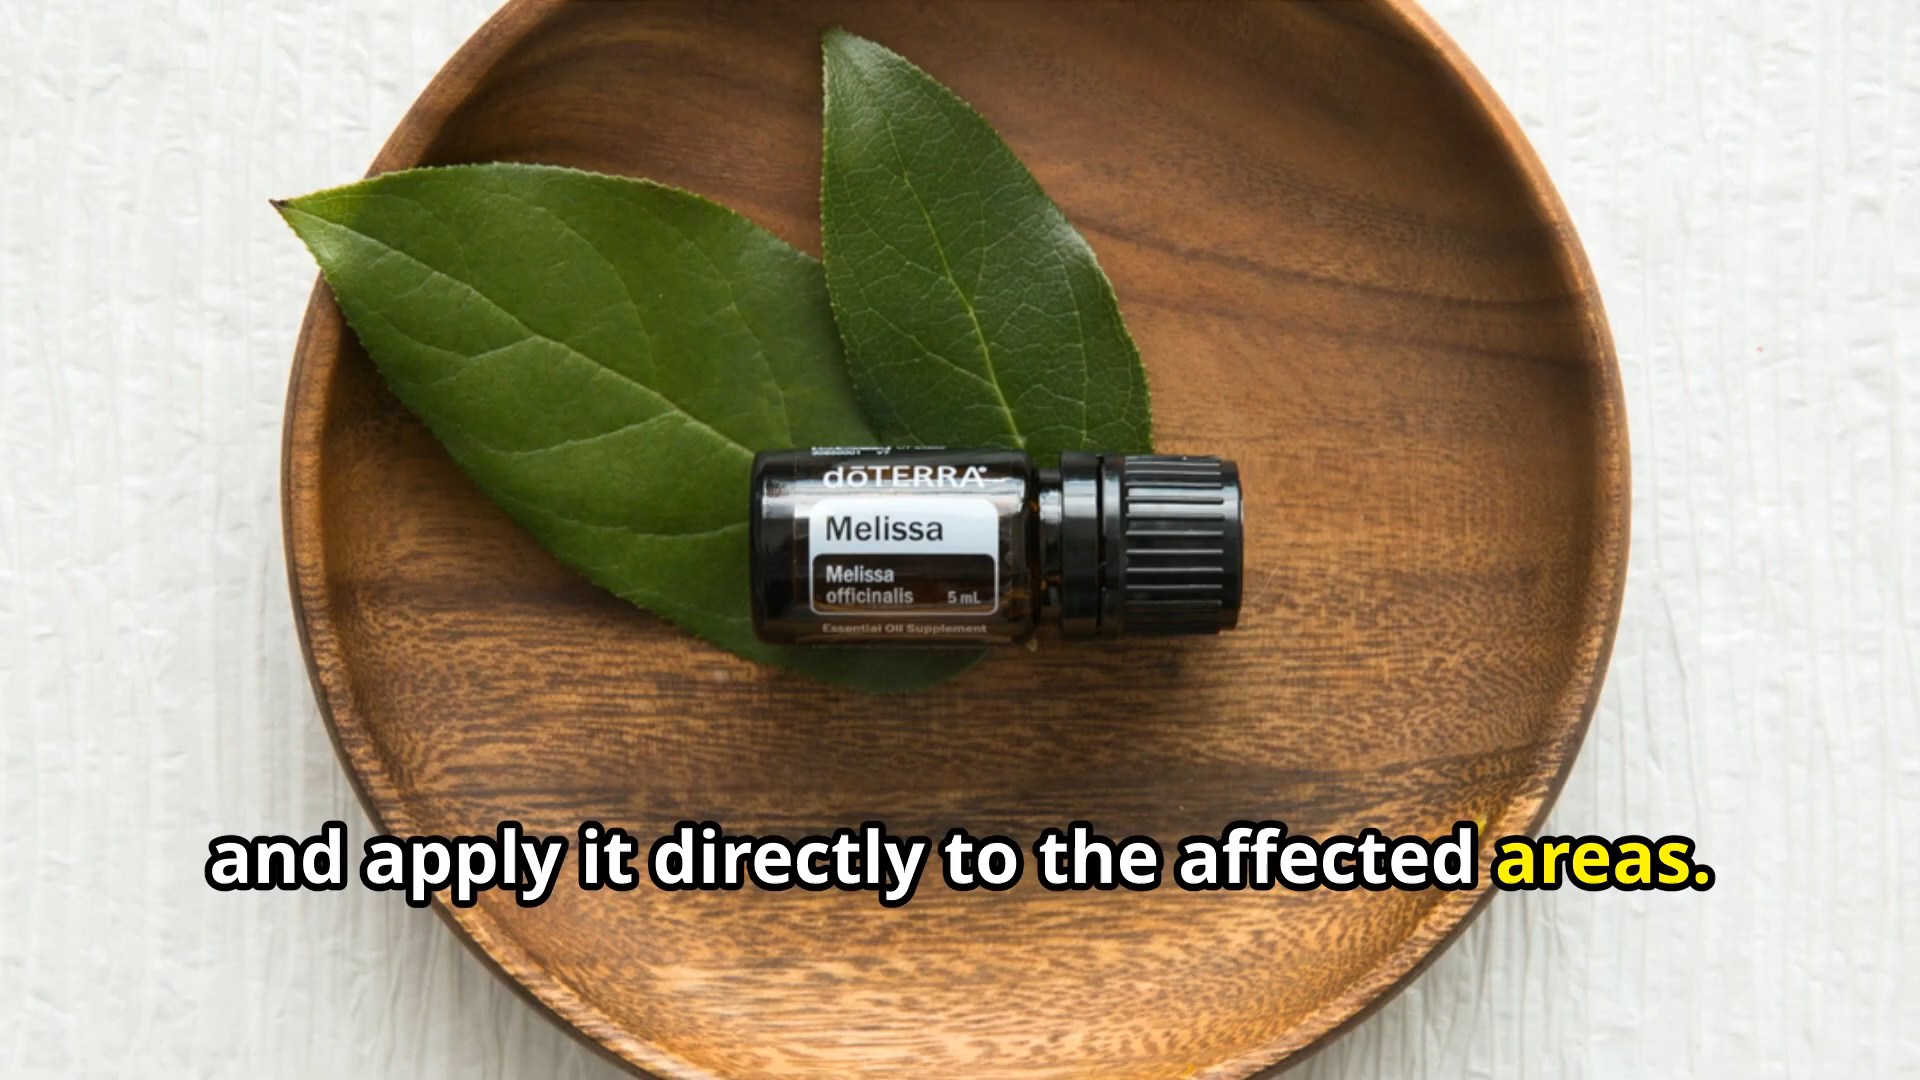 dōTERRA
Melissa
Melissa
officinalis 5 mL
Essential Oil Supplement
and apply it directly to the affected areas.